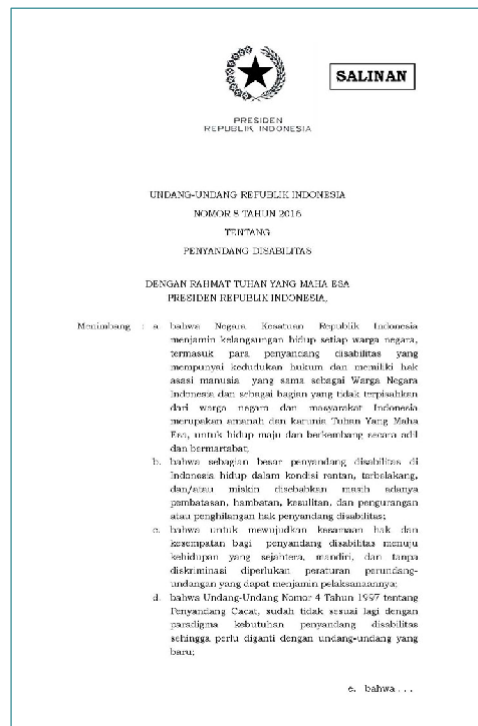 SALINAN
PRESIDEN
REPUBLIK INDONESIA
UNDANG-UNDANG REPUBLIK INDONESIA
NOMOR 8 TAHUN 2016
TENTANG
PENYANDANG DISABILITAS
DENGAN RAHMAT TUHAN YANG MAHA ESA
PRESIDEN REPUBLIK INDONESIA,
Menimbang : a. bahwa Negara Kesatuan Republik Indonesia
menjamin kelangsungan hidup setiap warga negara,
termasuk para penyandang disabilitas yang
mempunyai kedudukan hukum dan memiliki hak
asasi manusia yang sama sebagai Warga Negara
Indonesia dan sebagai bagian yang tidak terpisahkan
dari warga negara dan masyarakat Indonesia
merupakan amanah dan karunia Tuhan Yang Maha
Esa, untuk hidup maju dan berkembang secara adil
dan bermartabat;
b. bahwa sebagian besar penyandang disabilitas di
Indonesia hidup dalam kondisi rentan, terbelakang,
dan/atau miskin disebabkan masih adanya
pembatasan, hambatan, kesulitan, dan pengurangan
atau penghilangan hak penyandang disabilitas;
c. bahwa untuk mewujudkan kesamaan hak dan
kesempatan bagi penyandang disabilitas menuju
kehidupan yang sejahtera, mandiri, dan tanpa
diskriminasi diperlukan peraturan perundang-
undangan yang dapat menjamin pelaksanaannya;
d. bahwa Undang-Undang Nomor 4 Tahun 1997 tentang
Penyandang Cacat, sudah tidak sesuai lagi dengan
paradigma kebutuhan penyandang disabilitas
sehingga perlu diganti dengan undang-undang yang
baru;
e. bahwa . . .